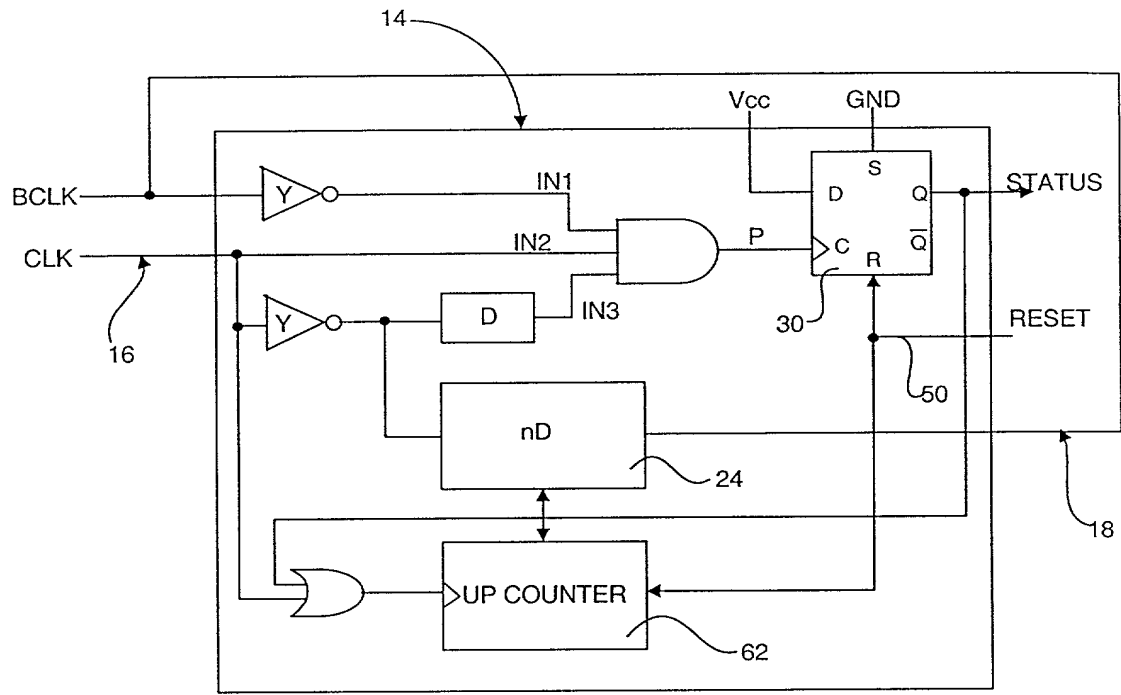 14
Vcc
GND
BCLK
Y
IN1
D
S
Q
STATUS
CLK
IN2
P
C
Q̅
R
16
Y
D
IN3
30
RESET
50
nD
24
18
UP COUNTER
62